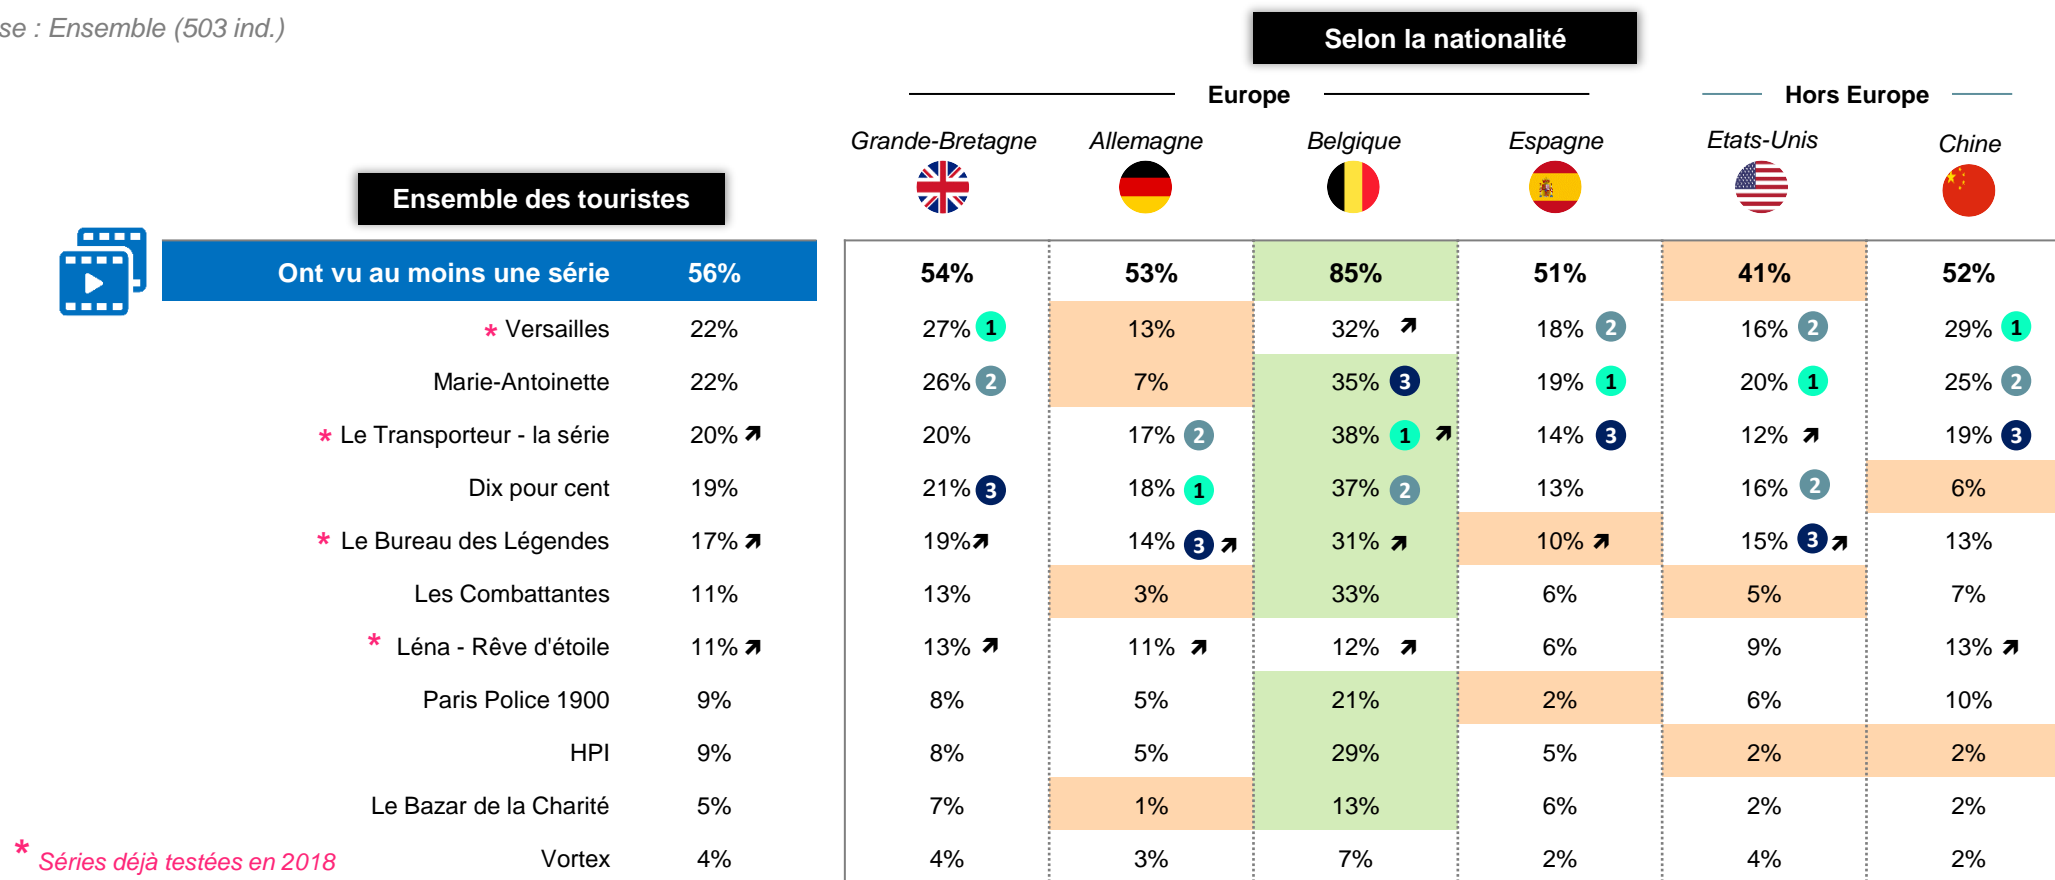 se : Ensemble (503 ind.)
Selon la nationalité
Europe Hors Europe
Grande-Bretagne Allemagne Belgique Espagne Etats-Unis Chine
Ensemble des touristes
Ont vu au moins une série 56% 54% 53% 85% 51% 41% 52%
* Versailles 22% 27% 1 13% 32% ↗ 18% 2 16% 2 29% 1
Marie-Antoinette 22% 26% 2 7% 35% 3 19% 1 20% 1 25% 2
* Le Transporteur - la série 20% ↗ 20% 17% 2 38% 1 ↗ 14% 3 12% ↗ 19% 3
Dix pour cent 19% 21% 3 18% 1 37% 2 13% 16% 2 6%
* Le Bureau des Légendes 17% ↗ 19% ↗ 14% 3 ↗ 31% ↗ 10% ↗ 15% 3 ↗ 13%
Les Combattantes 11% 13% 3% 33% 6% 5% 7%
* Léna - Rêve d'étoile 11% ↗ 13% ↗ 11% ↗ 12% ↗ 6% 9% 13% ↗
Paris Police 1900 9% 8% 5% 21% 2% 6% 10%
HPI 9% 8% 5% 29% 5% 2% 2%
Le Bazar de la Charité 5% 7% 1% 13% 6% 2% 2%
Vortex 4% 4% 3% 7% 2% 4% 2%
* Séries déjà testées en 2018